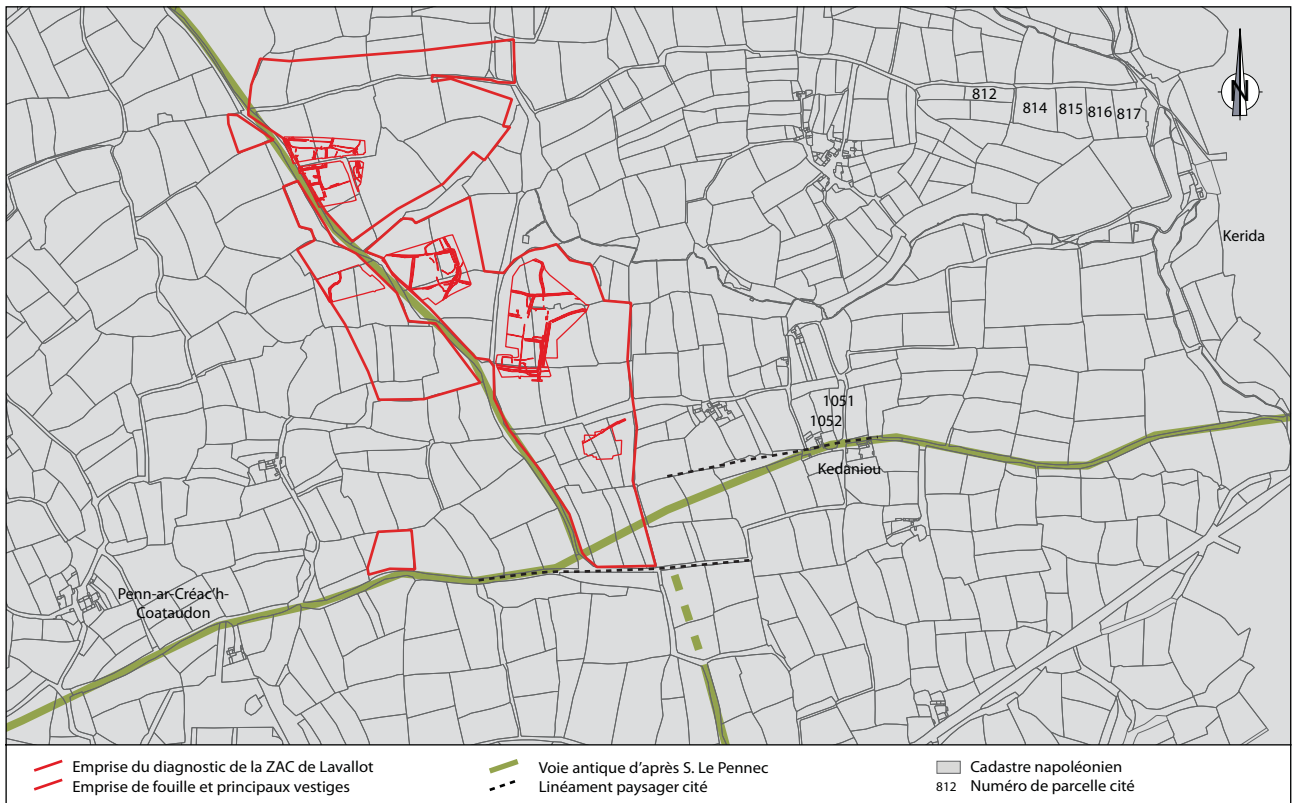 N
812
814 815 816 817
Kerida
1051
1052
Kedaniou
Penn-ar-Créac'h-
Coataudon
Emprise du diagnostic de la ZAC de Lavallot
Emprise de fouille et principaux vestiges
Voie antique d'après S. Le Pennec
Linéament paysager cité
Cadastre napoléonien
812 Numéro de parcelle cité